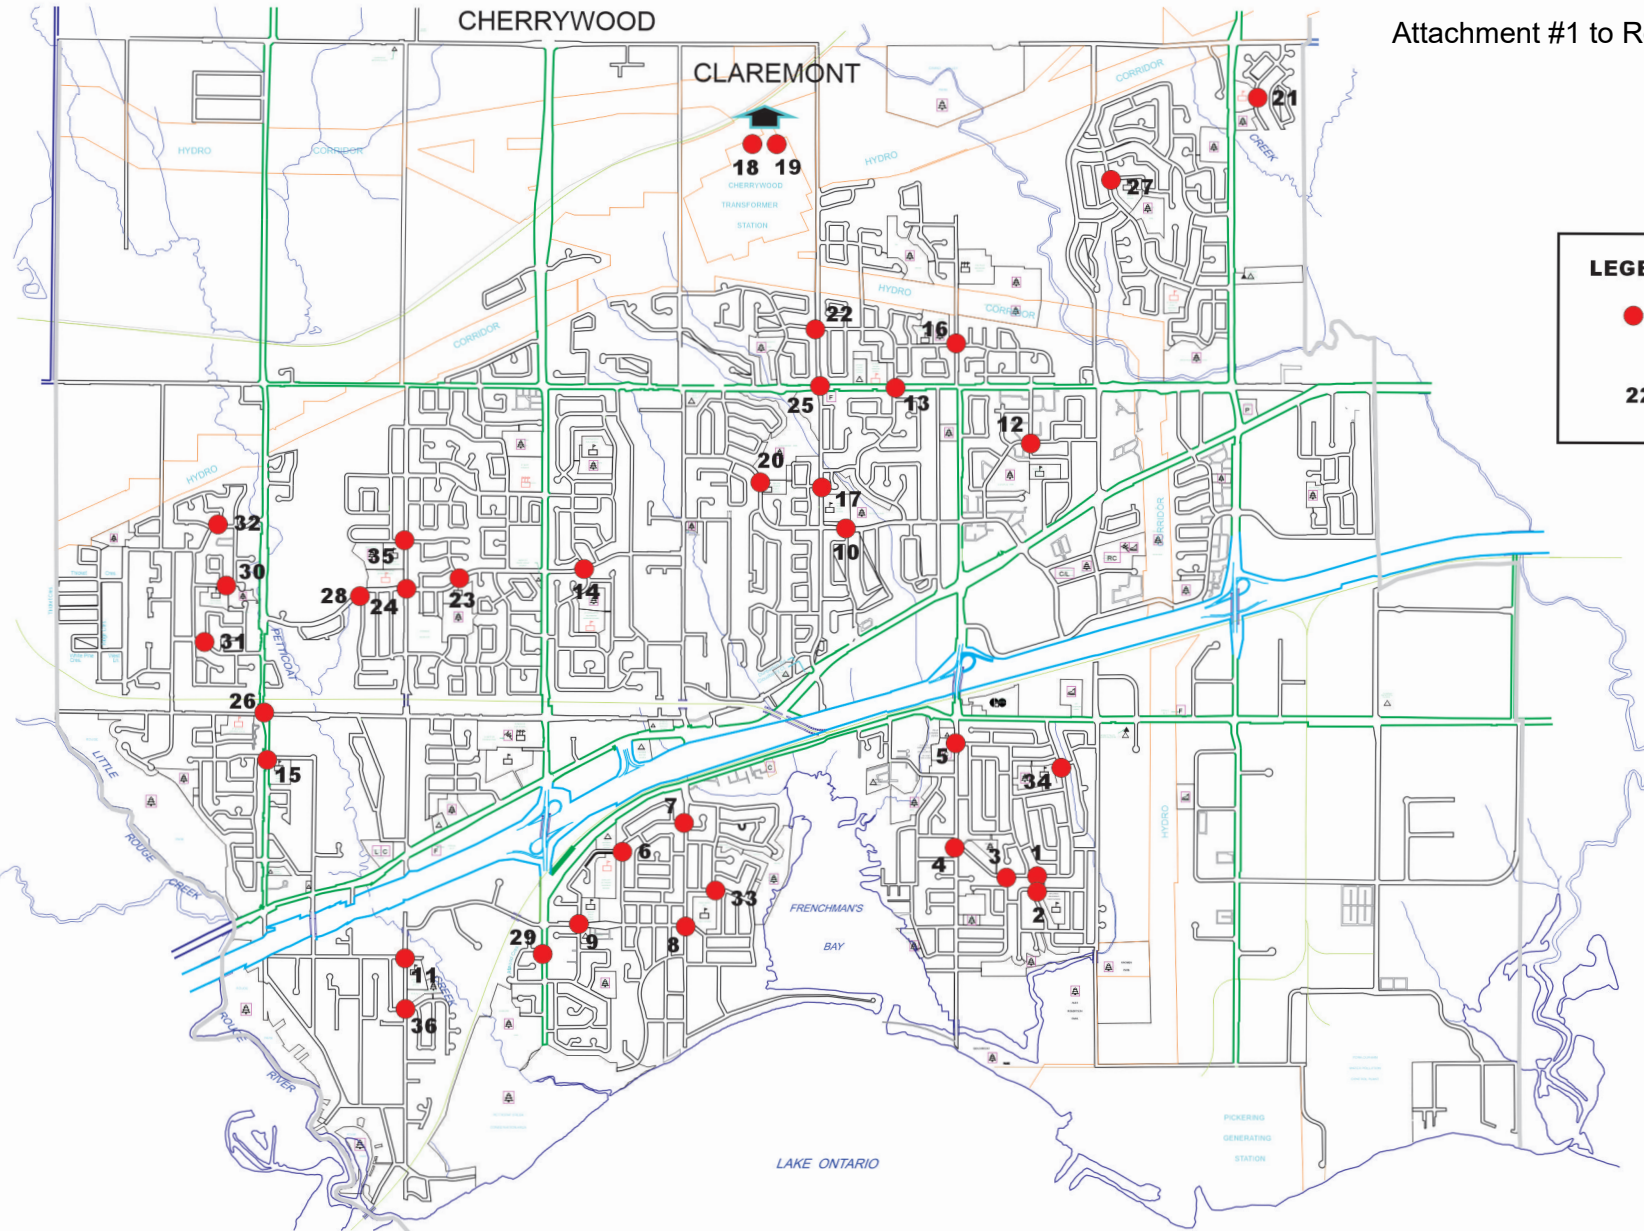 CHERRYWOOD
Attachment #1 to R
CLAREMONT
CORRIDOR
21
HYDRO
CORRIDOR
CREEK
18
19
HYDRO
CHERRYWOOD
TRANSFORMER
STATION
27
LEGE
HYDRO
CORRIDOR
22
16
CORRIDOR
22
25
13
F
P
12
20
17
HYDRO
CORRIDOR
32
10
35
RC
C/L
30
14
28
24
23
31
PETTICOAT
26
F
5
15
34
C
LITTLE
ROUGE
CREEK
7
HYDRO
6
L C
F
4
3
1
2
33
FRENCHMAN'S
BAY
29
9
8
11
CREEK
36
ROUGE
RIVER
PICKERING
GENERATING
STATION
LAKE ONTARIO